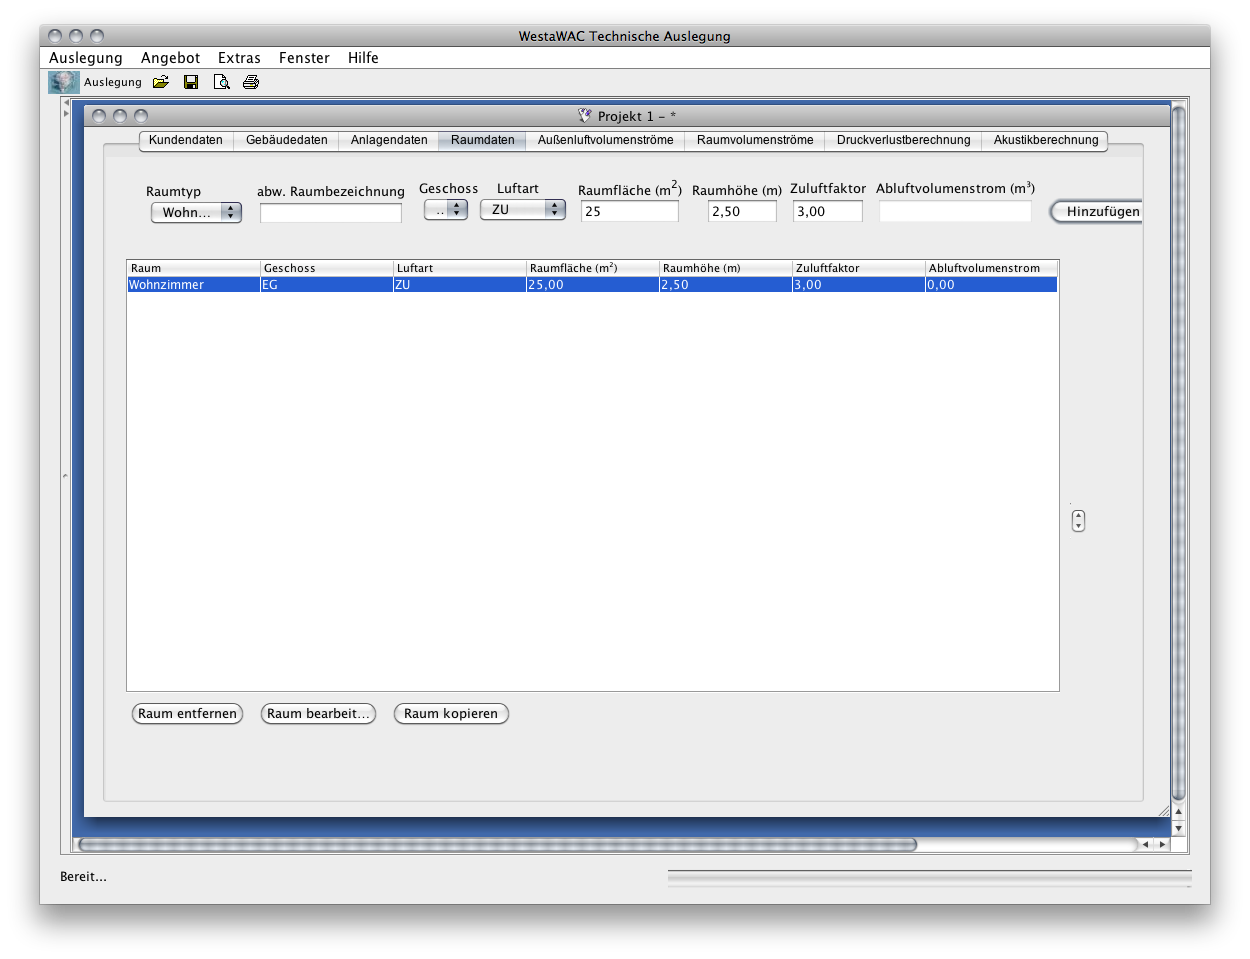 WestaWAC Technische Auslegung
Auslegung Angebot Extras Fenster Hilfe
Auslegung
Projekt 1 - *
Kundendaten Gebäudedaten Anlagendaten Raumdaten Außenluftvolumenströme Raumvolumenströme Druckverlustberechnung Akustikberechnung
Raumtyp abw. Raumbezeichnung Geschoss Luftart Raumfläche (m²) Raumhöhe (m) Zuluftfaktor Abluftvolumenstrom (m³)
Wohn... .. ZU 25 2,50 3,00 Hinzufügen
Raum Geschoss Luftart Raumfläche (m²) Raumhöhe (m) Zuluftfaktor Abluftvolumenstrom
Wohnzimmer EG ZU 25,00 2,50 3,00 0,00
Raum entfernen Raum bearbeit... Raum kopieren
Bereit...